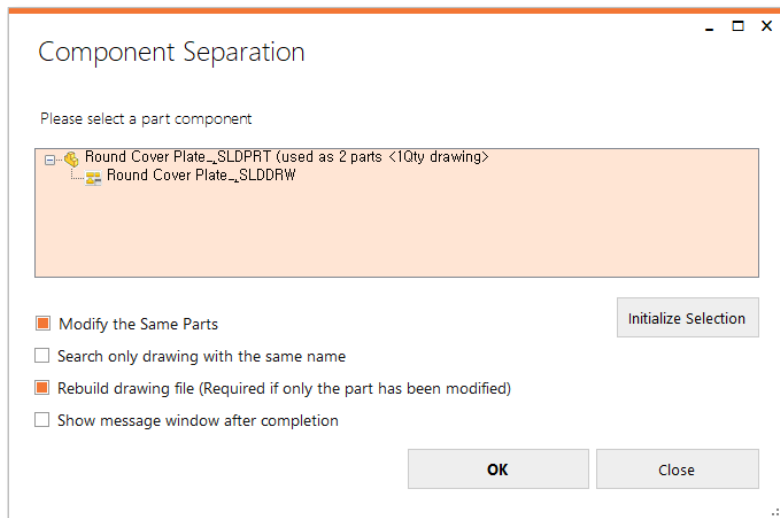 Component Separation
Please select a part component
Round Cover Plate_.SLDPRT (used as 2 parts <1Qty drawing>
Round Cover Plate_.SLDDRW
Modify the Same Parts
Initialize Selection
Search only drawing with the same name
Rebuild drawing file (Required if only the part has been modified)
Show message window after completion
OK
Close